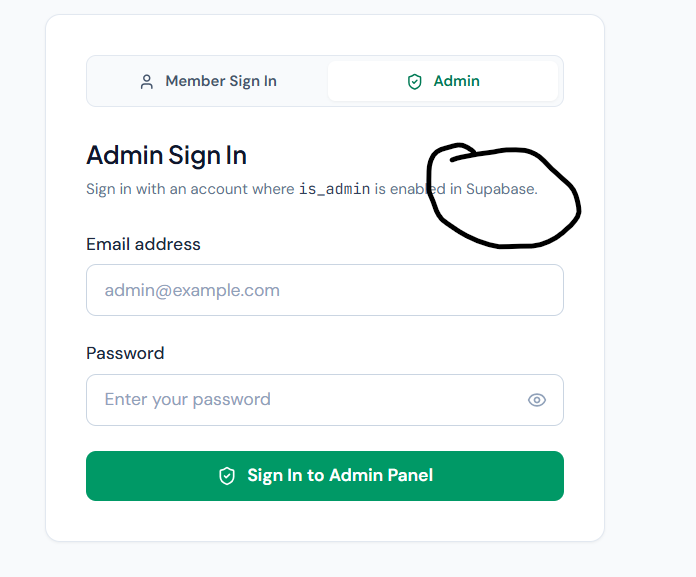 Member Sign In
Admin
Admin Sign In
Sign in with an account where is_admin is enabled in Supabase.
Email address
admin@example.com
Password
Enter your password
Sign In to Admin Panel